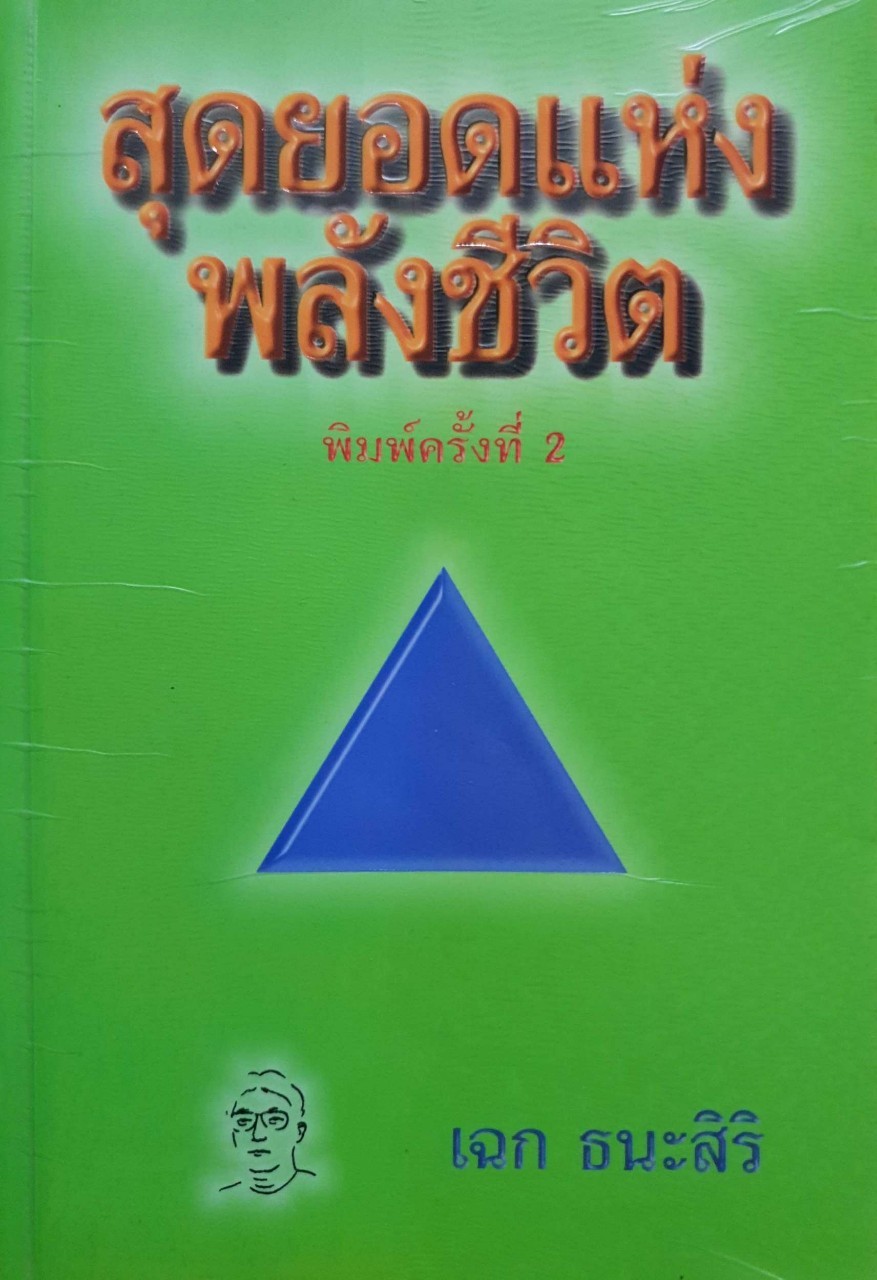 สุดยอดแห่ง
พลังชีวิต
พิมพ์ครั้งที่ 2
เฉก ธนะสิริ